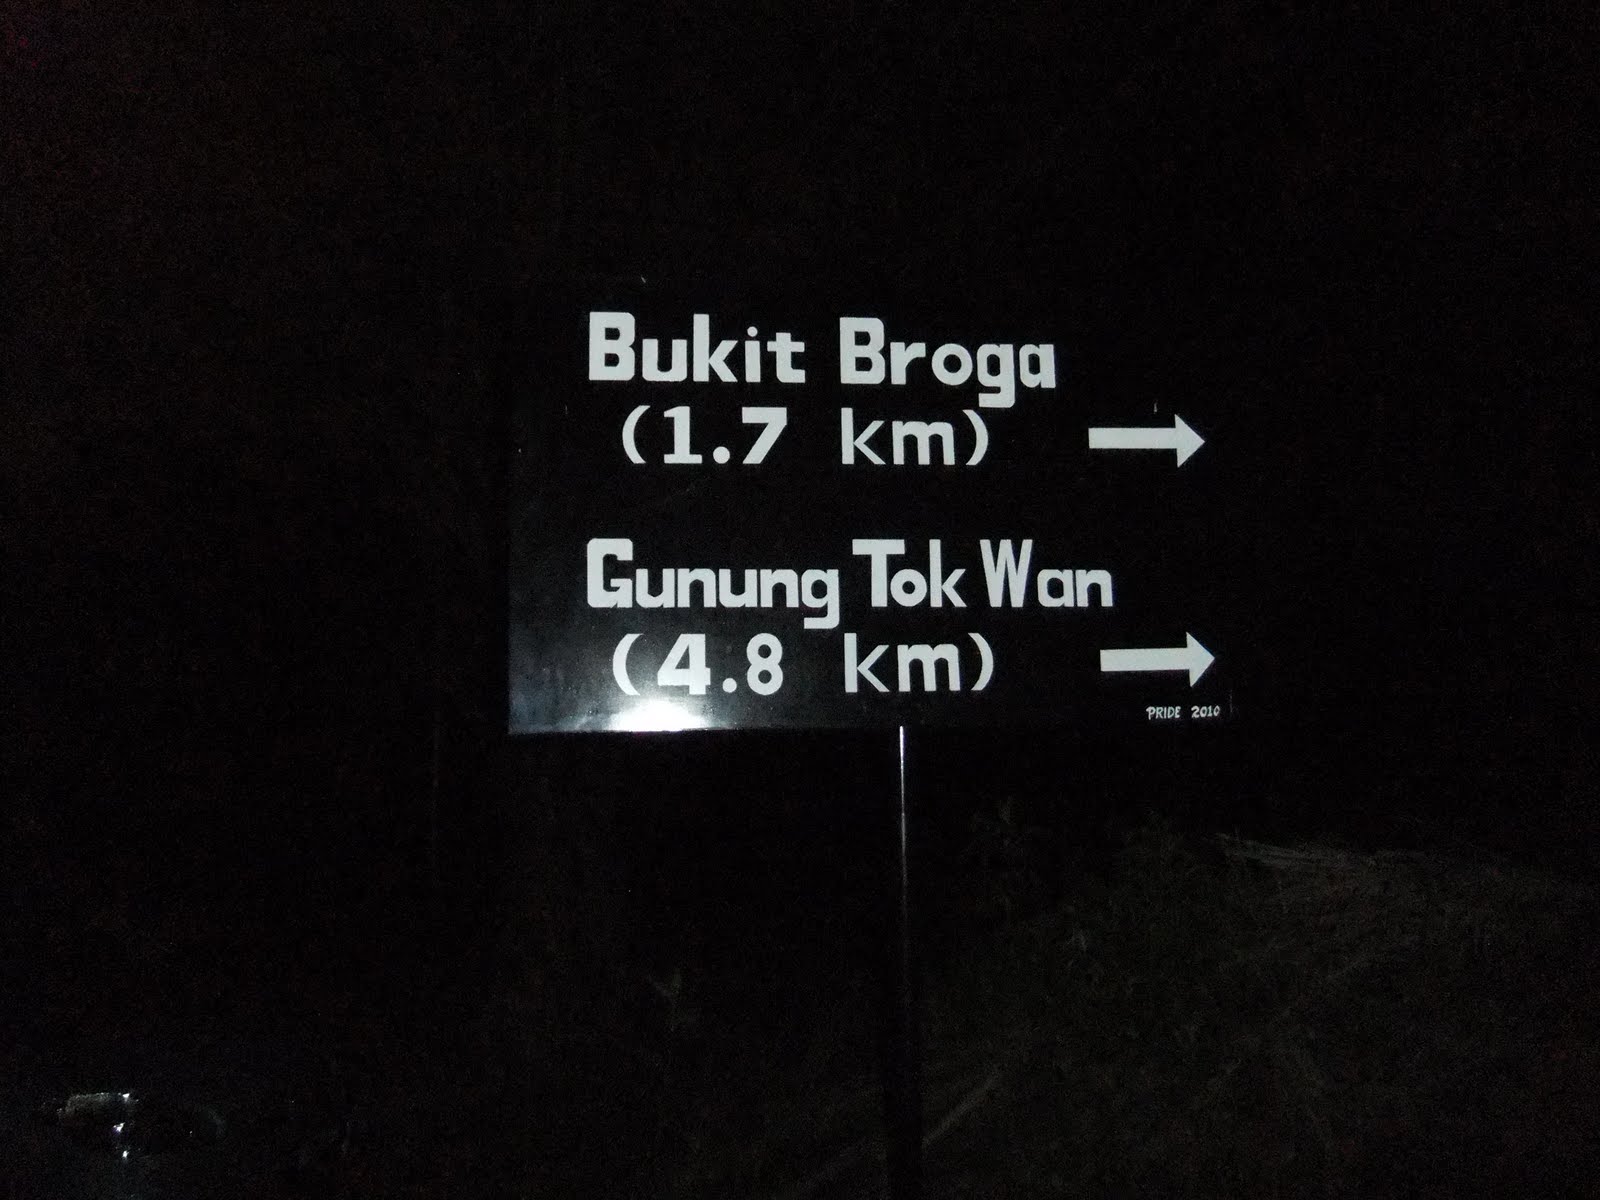 Bukit Broga
(1.7 km)
Gunung Tok Wan
(4.8 km)
PRIDE 2010